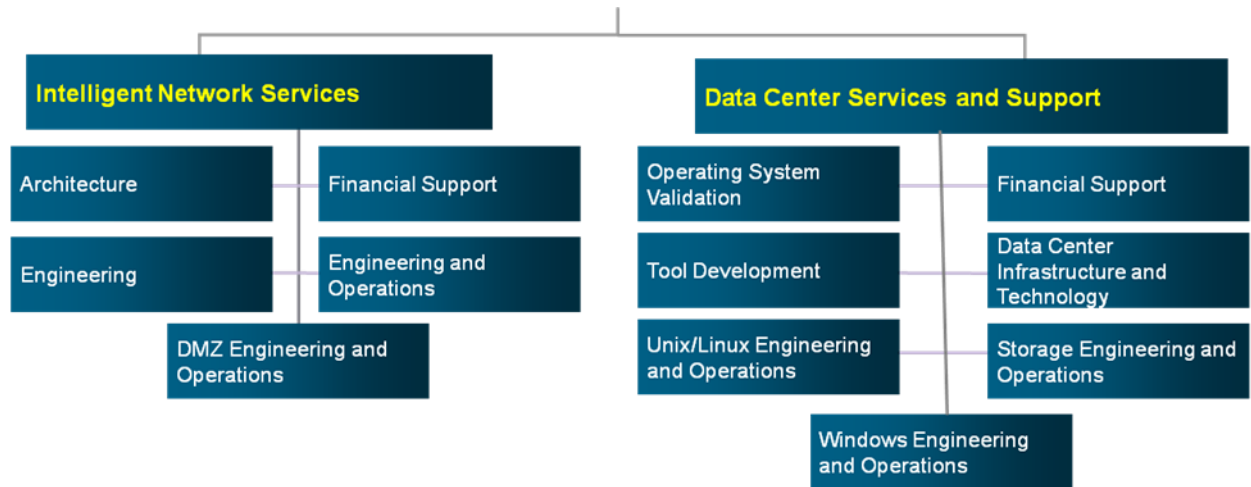 Intelligent Network Services
Data Center Services and Support
Architecture
Financial Support
Engineering
Engineering and
Operations
DMZ Engineering and
Operations
Operating System
Validation
Financial Support
Tool Development
Data Center
Infrastructure and
Technology
Unix/Linux Engineering
and Operations
Storage Engineering and
Operations
Windows Engineering
and Operations